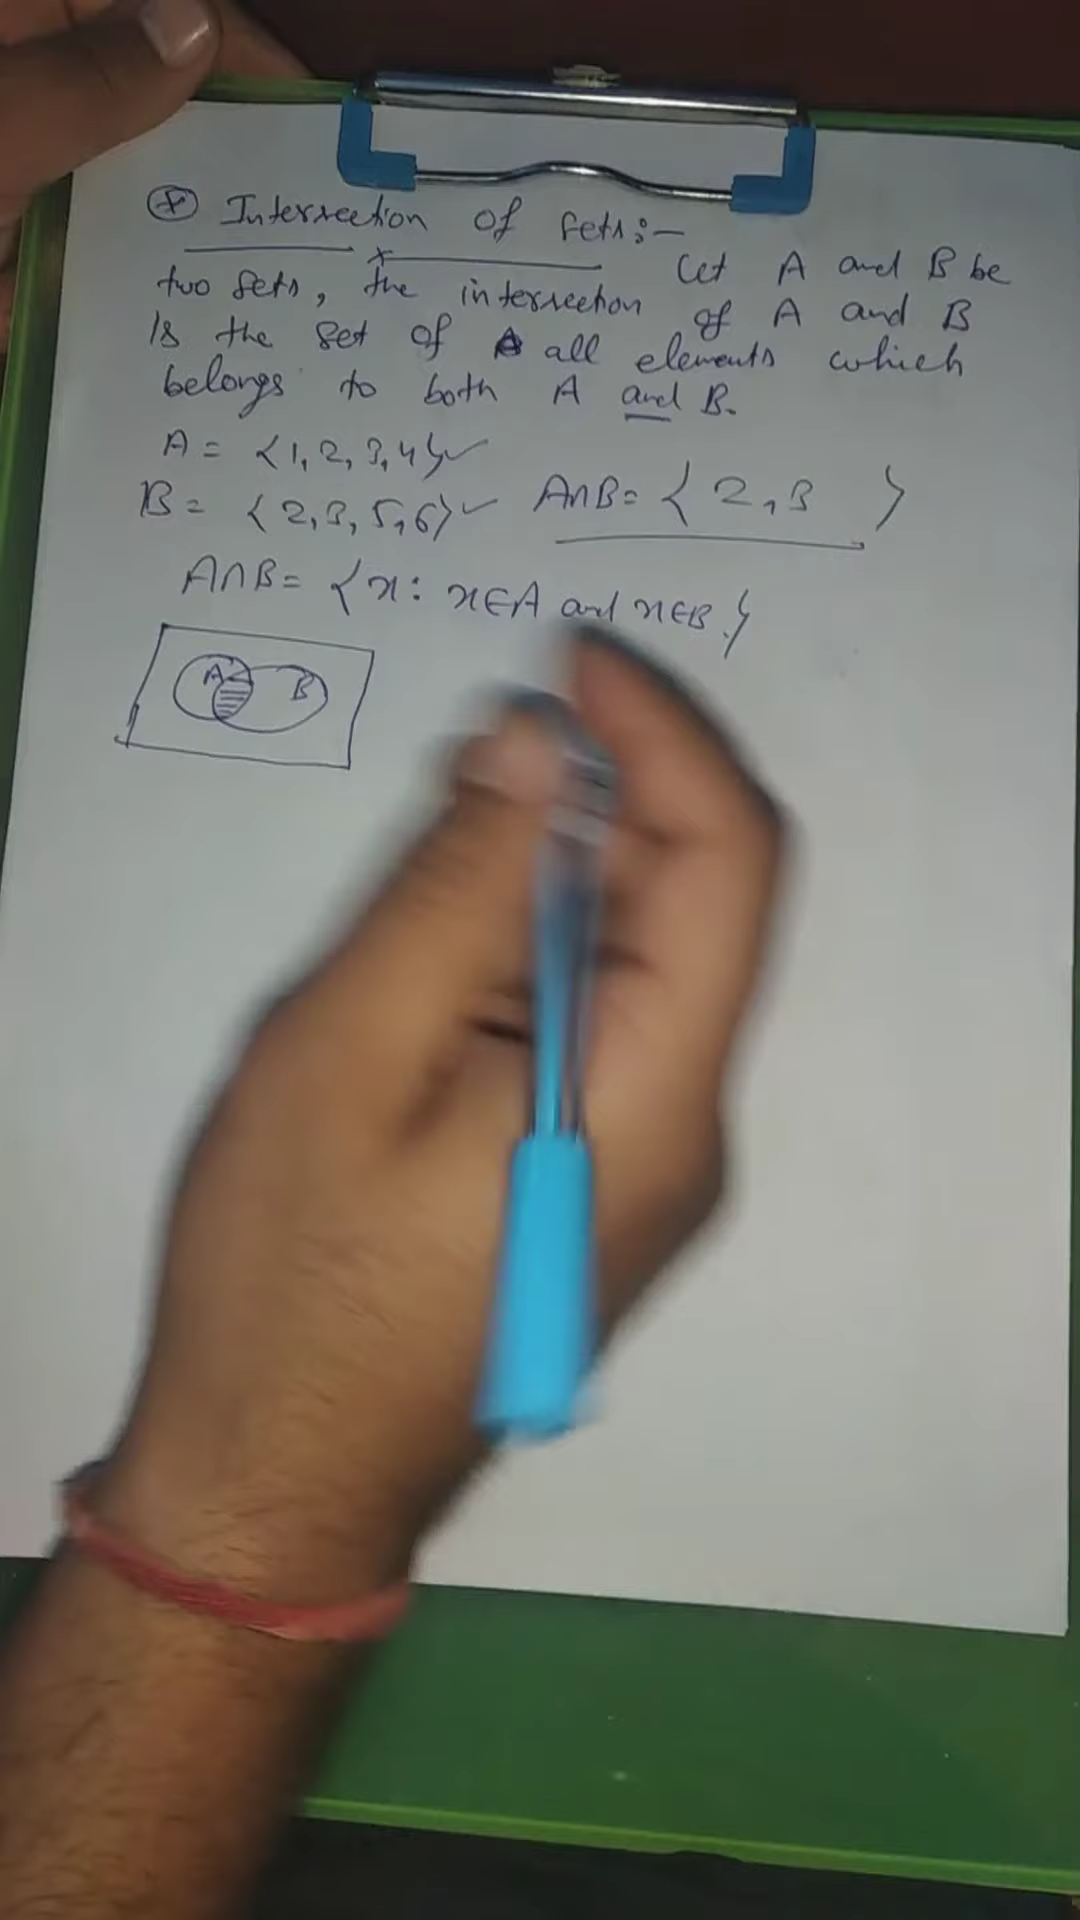 * Intersection of Sets:-
Let A and B be
two sets, the intersection of A and B
is the set of all elements which
belongs to both A and B.
A = {1, 2, 3, 4} ✓
B = {2, 3, 5, 6} ✓ A∩B = { 2, 3 }
A∩B = {x : x∈A and x∈B.}
A B